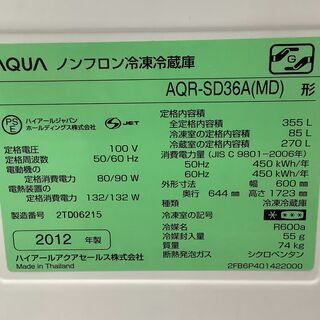 AQUA ノンフロン冷凍冷蔵庫
G
AQR-SD36A(MD) 形
PS
E
ハイアールジャパン
ホールディングス株式会社
JET
定格電圧 100 V
定格周波数 50/60 Hz
電動機の
定格消費電力 80/90 W
電熱装置の
定格消費電力 132/132 W
製造番号 2TD06215
2012 年製
ハイアールアクアセールス株式会社
Made in Thailand
定格内容積
全定格内容積 355 L
冷凍室の定格内容積 85 L
冷蔵室の定格内容積 270 L
消費電力量 (JIS C 9801-2006年)
50Hz 450 kWh/年
60Hz 450 kWh/年
外形寸法 幅 600 mm
奥行 644 mm 高さ 1723 mm
種類 冷凍冷蔵庫
冷凍室の記号 * ***
冷媒 R600a
冷媒封入量 55 g
質量 74 kg
断熱発泡ガス シクロペンタン
2FB6P401422000